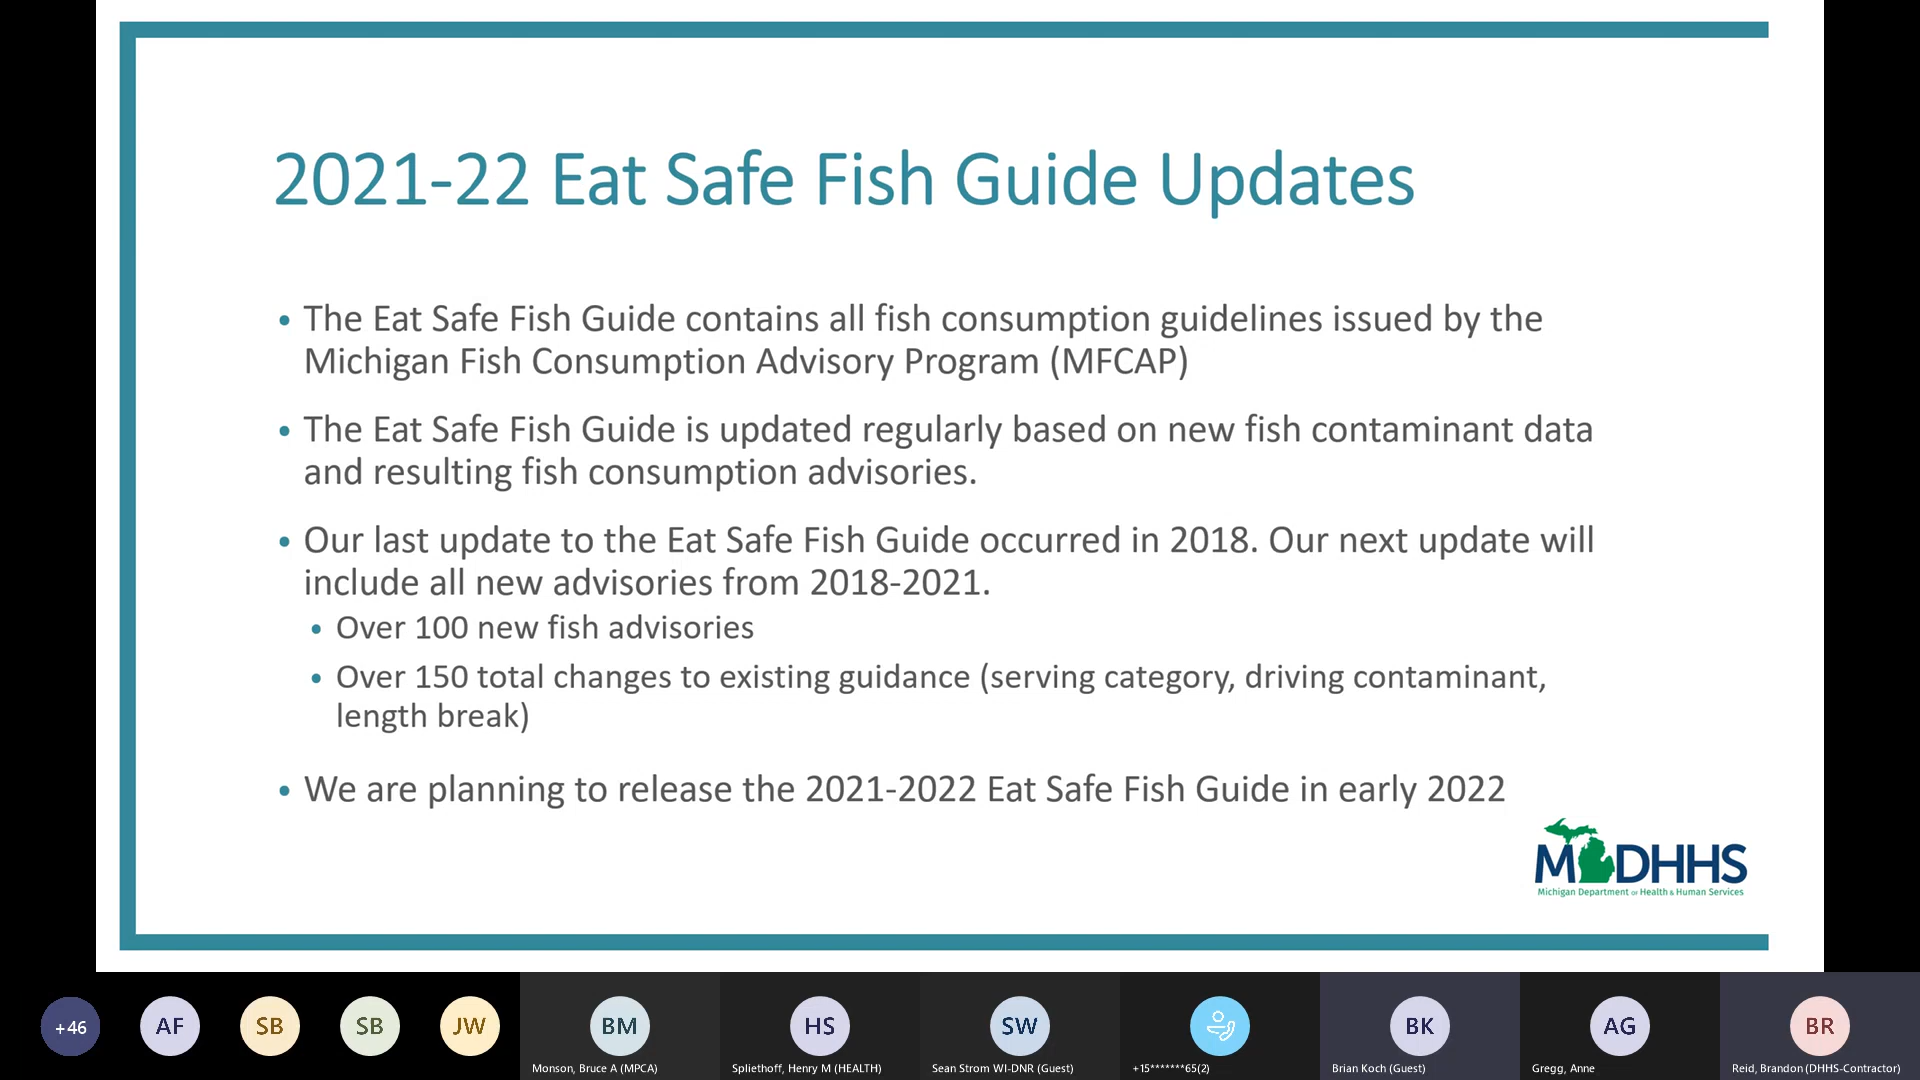 2021-22 Eat Safe Fish Guide Updates
• The Eat Safe Fish Guide contains all fish consumption guidelines issued by the
Michigan Fish Consumption Advisory Program (MFCAP)
• The Eat Safe Fish Guide is updated regularly based on new fish contaminant data
and resulting fish consumption advisories.
• Our last update to the Eat Safe Fish Guide occurred in 2018. Our next update will
include all new advisories from 2018-2021.
• Over 100 new fish advisories
• Over 150 total changes to existing guidance (serving category, driving contaminant,
length break)
• We are planning to release the 2021-2022 Eat Safe Fish Guide in early 2022
MDHHS
Michigan Department of Health & Human Services
+46
AF
SB
SB
JW
BM
HS
SW
BK
AG
BR
Monson, Bruce A (MPCA)
Spliethoff, Henry M (HEALTH)
Sean Strom WI-DNR (Guest)
+15*******65(2)
Brian Koch (Guest)
Gregg, Anne
Reid, Brandon (DHHS-Contractor)